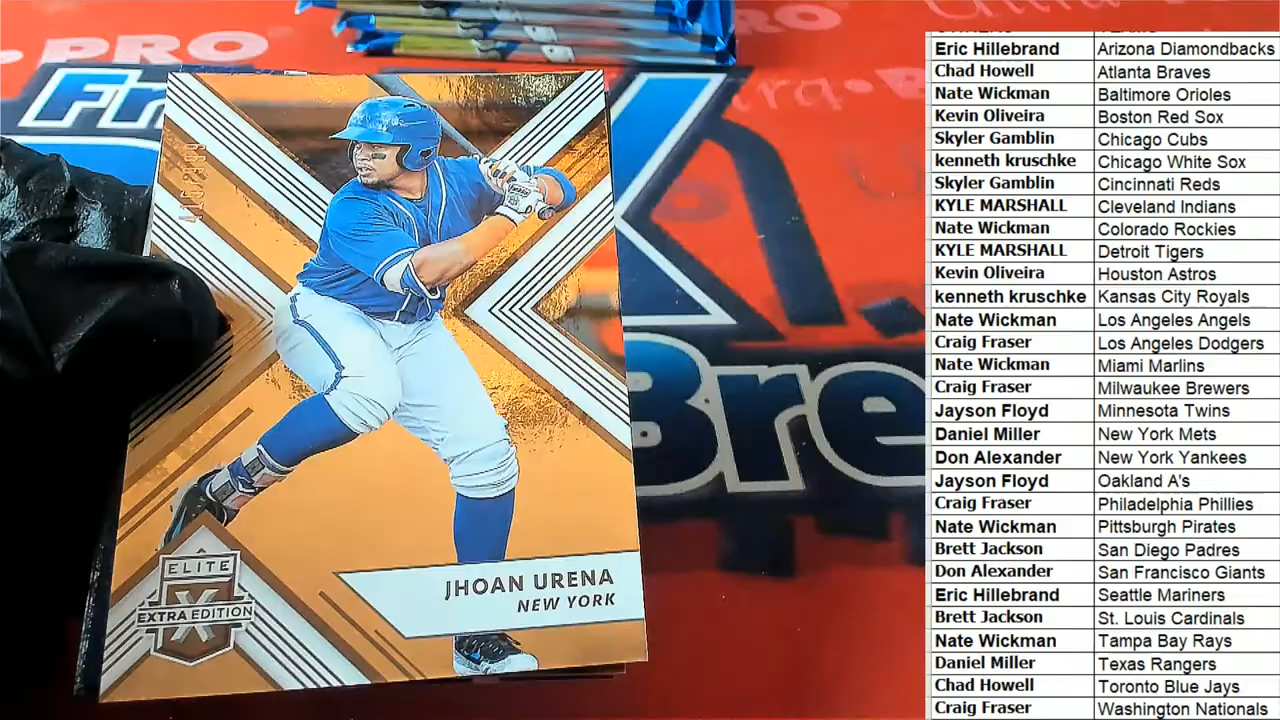 PRO
Fr
Bre
JHOAN URENA
NEW YORK
ELITE
EXTRA EDITION
Eric Hillebrand Arizona Diamondbacks
Chad Howell Atlanta Braves
Nate Wickman Baltimore Orioles
Kevin Oliveira Boston Red Sox
Skyler Gamblin Chicago Cubs
kenneth kruschke Chicago White Sox
Skyler Gamblin Cincinnati Reds
KYLE MARSHALL Cleveland Indians
Nate Wickman Colorado Rockies
KYLE MARSHALL Detroit Tigers
Kevin Oliveira Houston Astros
kenneth kruschke Kansas City Royals
Nate Wickman Los Angeles Angels
Craig Fraser Los Angeles Dodgers
Nate Wickman Miami Marlins
Craig Fraser Milwaukee Brewers
Jayson Floyd Minnesota Twins
Daniel Miller New York Mets
Don Alexander New York Yankees
Jayson Floyd Oakland A's
Craig Fraser Philadelphia Phillies
Nate Wickman Pittsburgh Pirates
Brett Jackson San Diego Padres
Don Alexander San Francisco Giants
Eric Hillebrand Seattle Mariners
Brett Jackson St. Louis Cardinals
Nate Wickman Tampa Bay Rays
Daniel Miller Texas Rangers
Chad Howell Toronto Blue Jays
Craig Fraser Washington Nationals